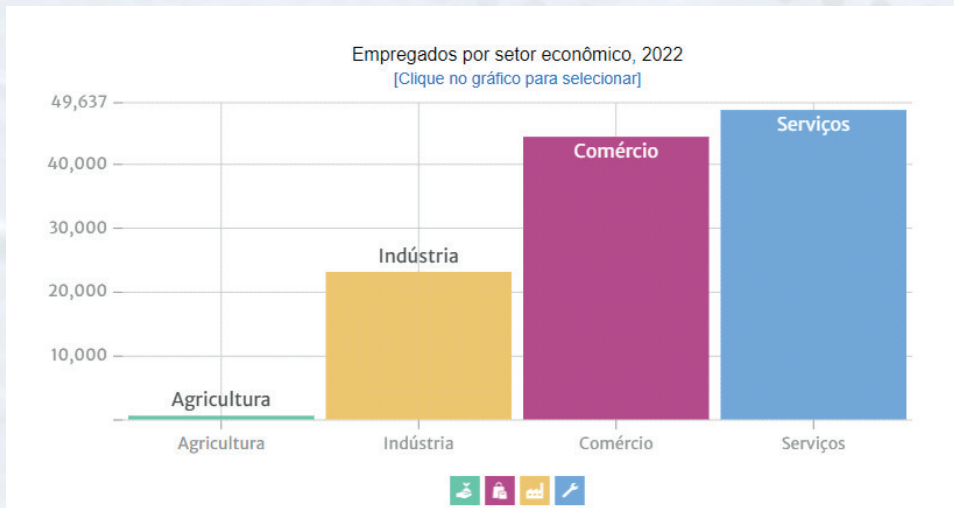 Empregados por setor econômico, 2022
[Clique no gráfico para selecionar]
49,637
40,000
30,000
20,000
10,000
Agricultura
Indústria
Comércio
Serviços
Agricultura
Indústria
Comércio
Serviços